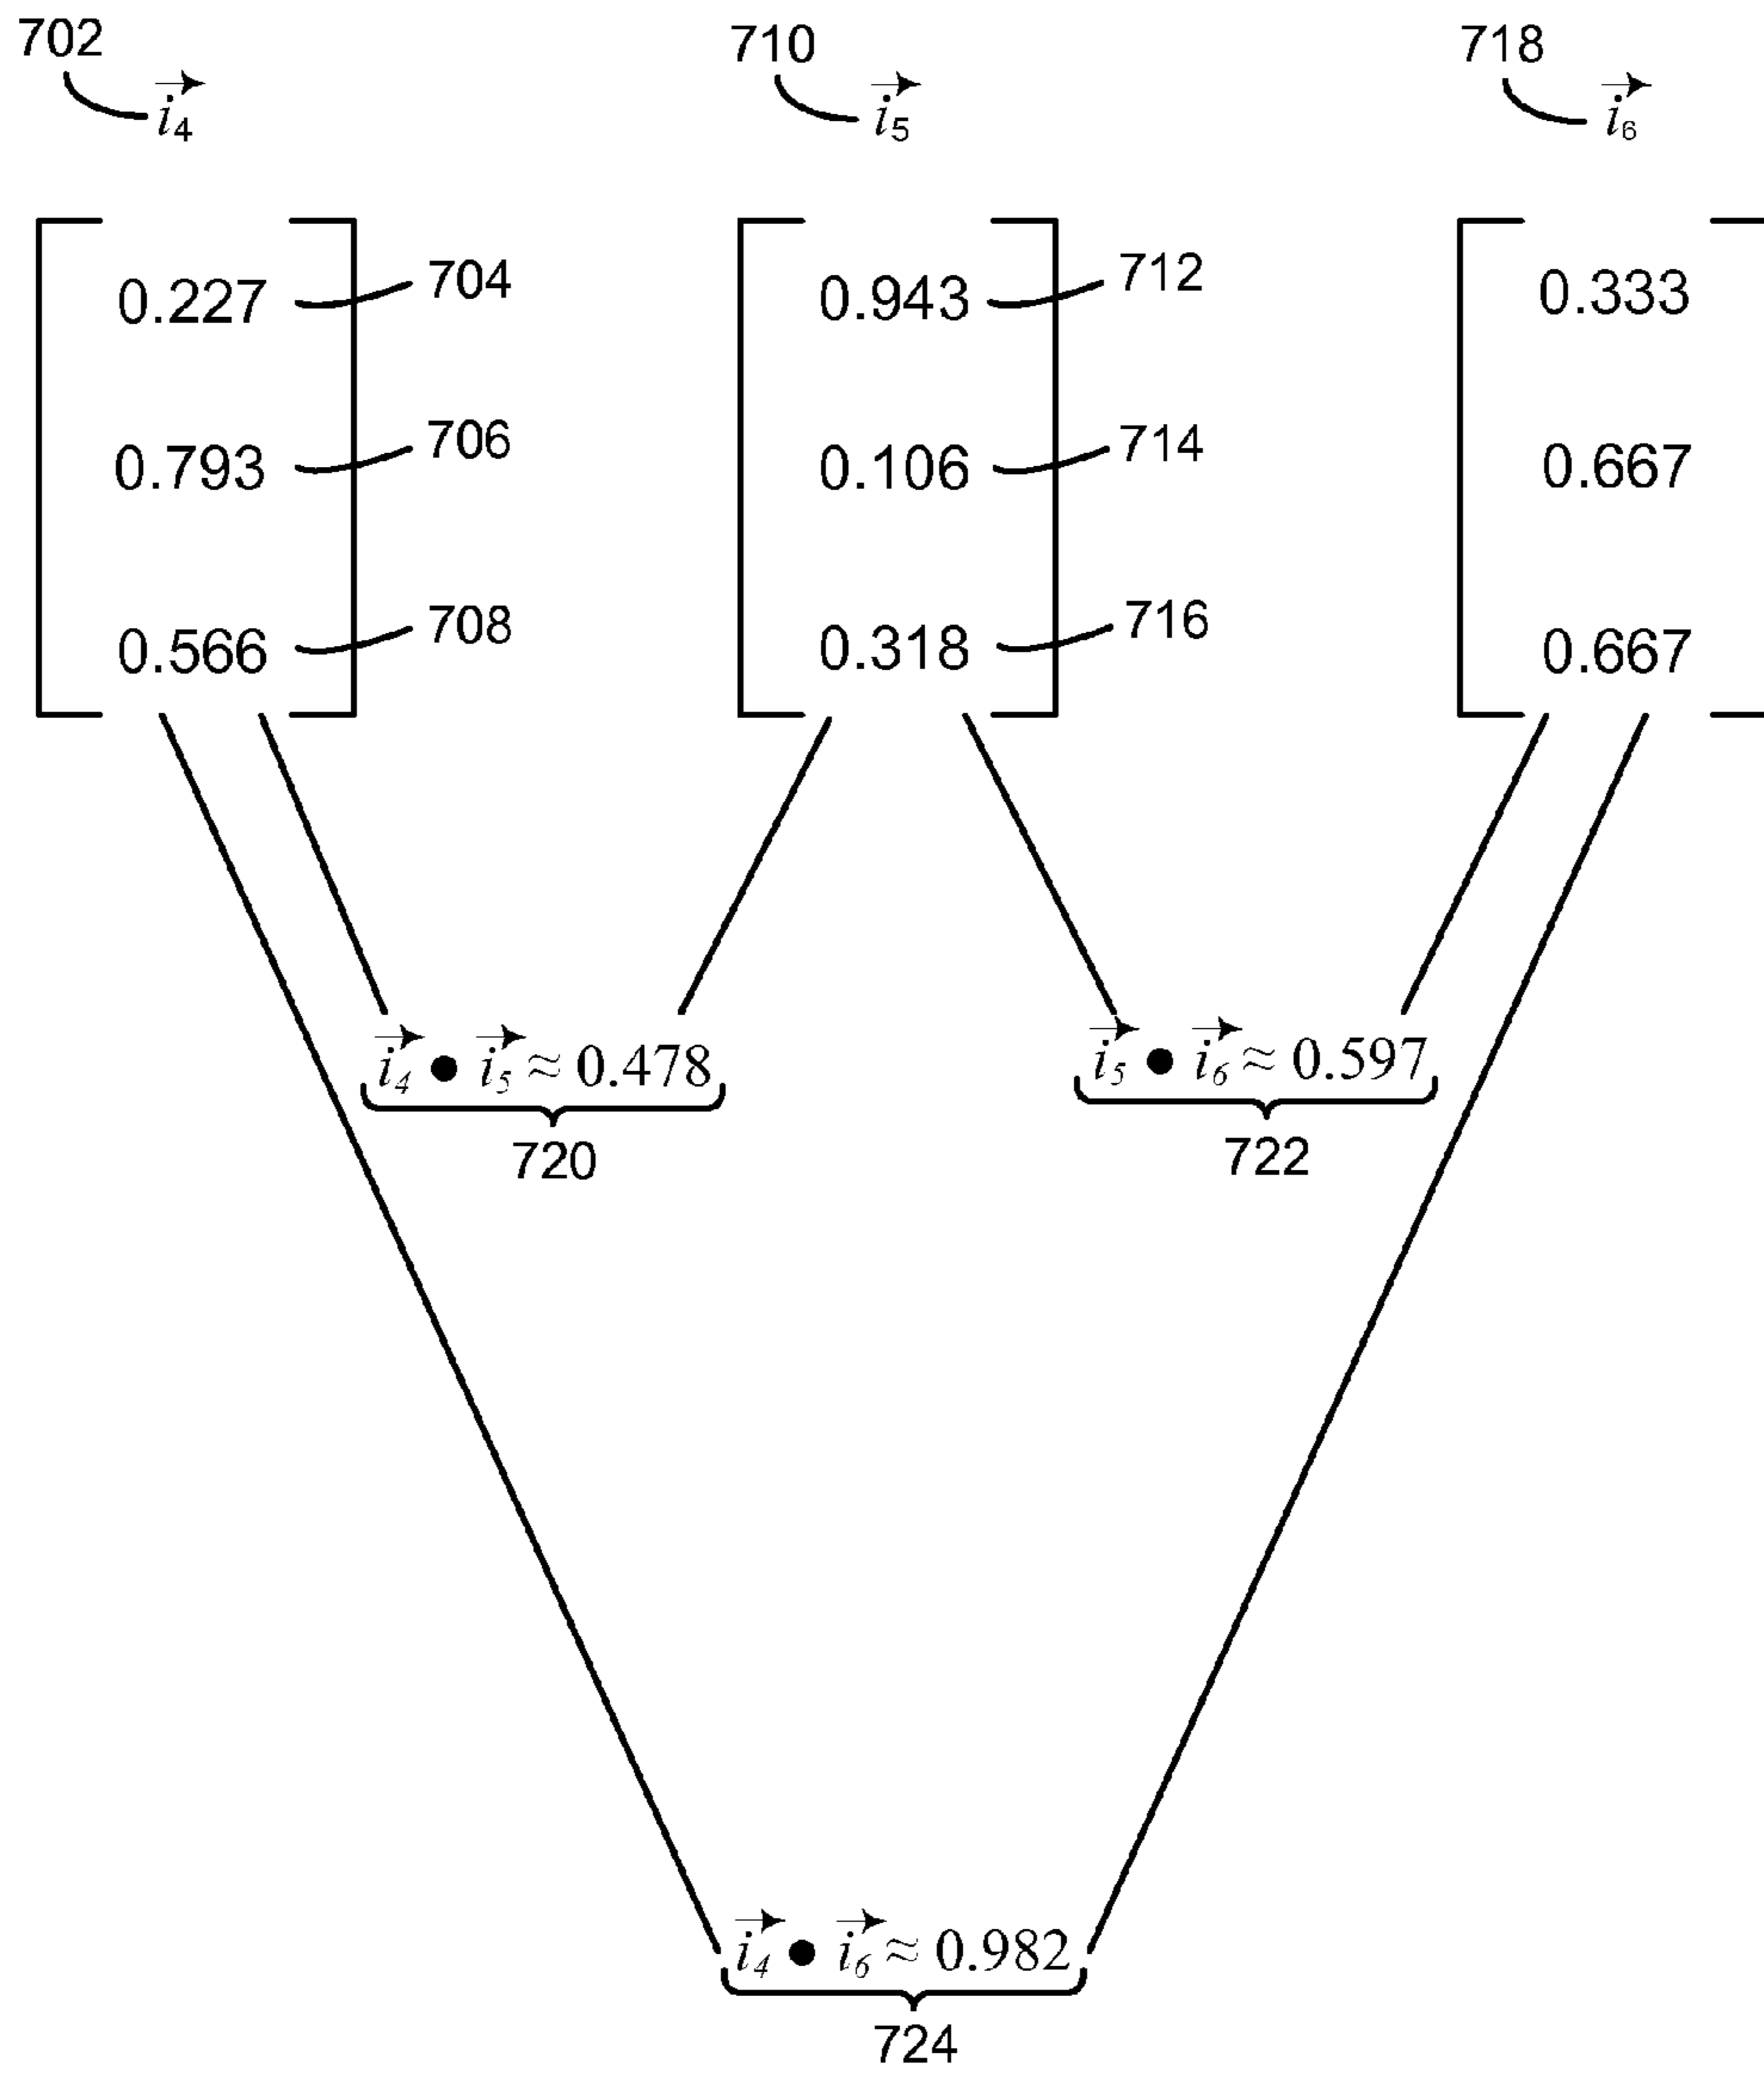 702 710 718
i₄ i₅ i₆
0.227 704 0.943 712 0.333
0.793 706 0.106 714 0.667
0.566 708 0.318 716 0.667
i₄ ● i₅ ≈ 0.478 i₅ ● i₆ ≈ 0.597
720 722
i₄ ● i₆ ≈ 0.982
724